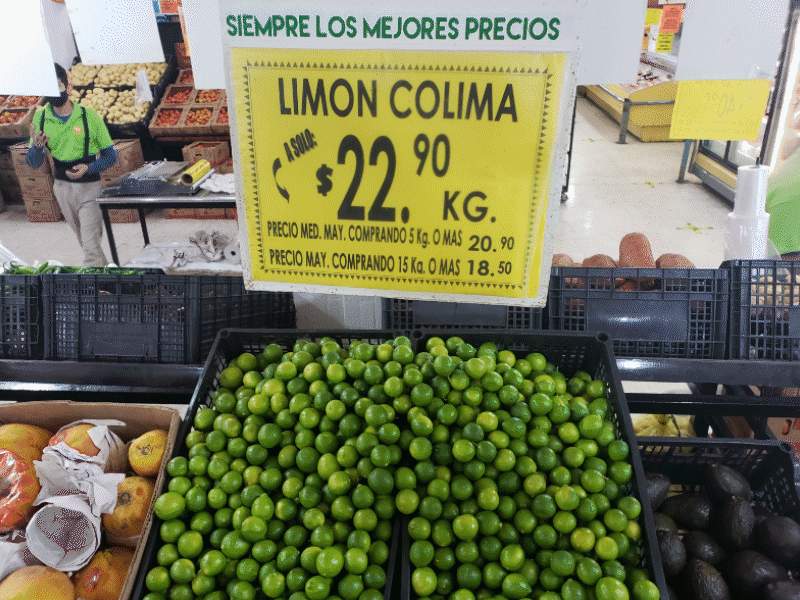 SIEMPRE LOS MEJORES PRECIOS
LIMON COLIMA
A SOLO:
$22.90 KG.
PRECIO MED. MAY. COMPRANDO 5 Kg. O MAS 20.90
PRECIO MAY. COMPRANDO 15 Ka. O MAS 18.50